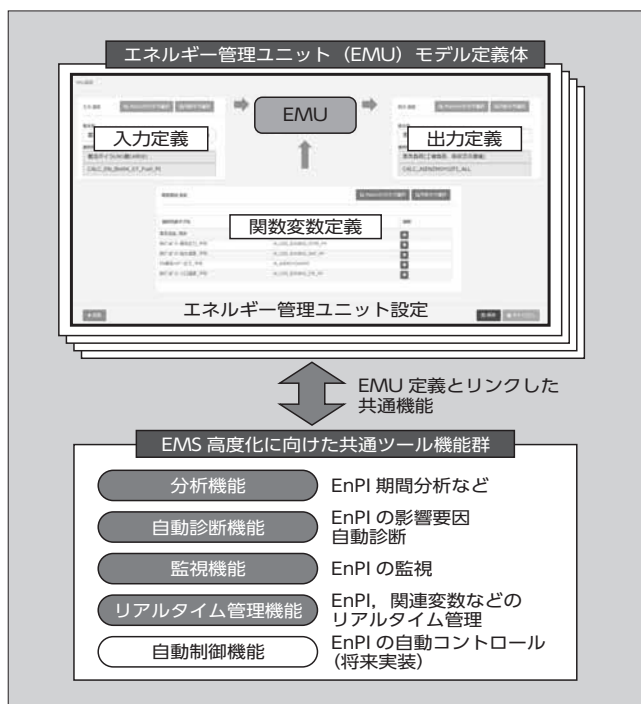 エネルギー管理ユニット（EMU）モデル定義体
EMU
入力定義
出力定義
CALC_ENERGY1071_ALL
関数変数定義
エネルギー管理ユニット設定
EMU 定義とリンクした
共通機能
EMS 高度化に向けた共通ツール機能群
分析機能
EnPI 期間分析など
自動診断機能
EnPI の影響要因
自動診断
監視機能
EnPI の監視
リアルタイム管理機能
EnPI，関連変数などの
リアルタイム管理
自動制御機能
EnPI の自動コントロール
（将来実装）